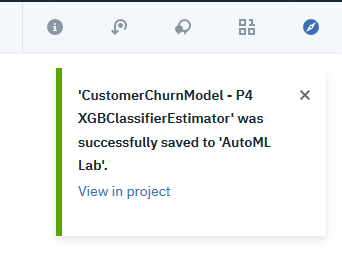 'CustomerChurnModel - P4
XGBClassifierEstimator' was
successfully saved to 'AutoML
Lab'.
View in project